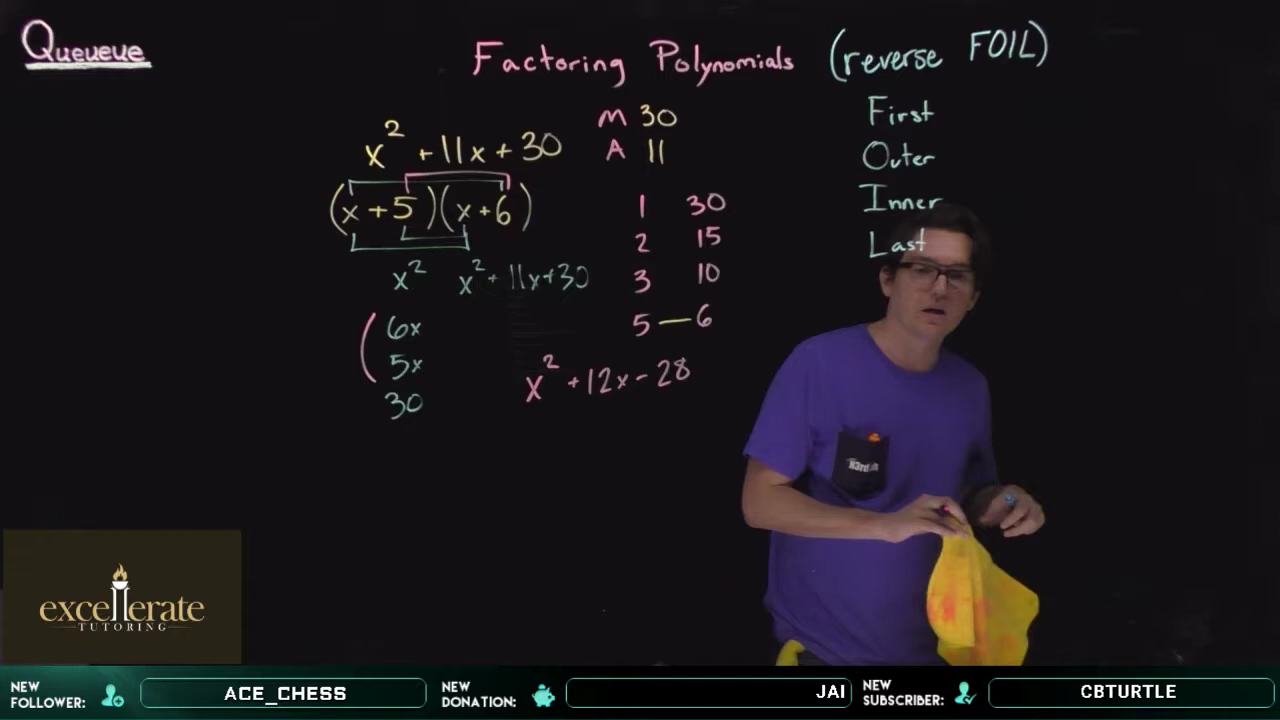 Queueue
Factoring Polynomials (reverse FOIL)
x² + 11x + 30
M 30
A 11
(x + 5)(x + 6)
x² x² + 11x + 30
6x
5x
30
1 30
2 15
3 10
5 — 6
x² + 12x - 28
First
Outer
Inner
Last
excellerate
TUTORING
NEW FOLLOWER: ACE_CHESS
NEW DONATION: JAI
NEW SUBSCRIBER: CBTURTLE